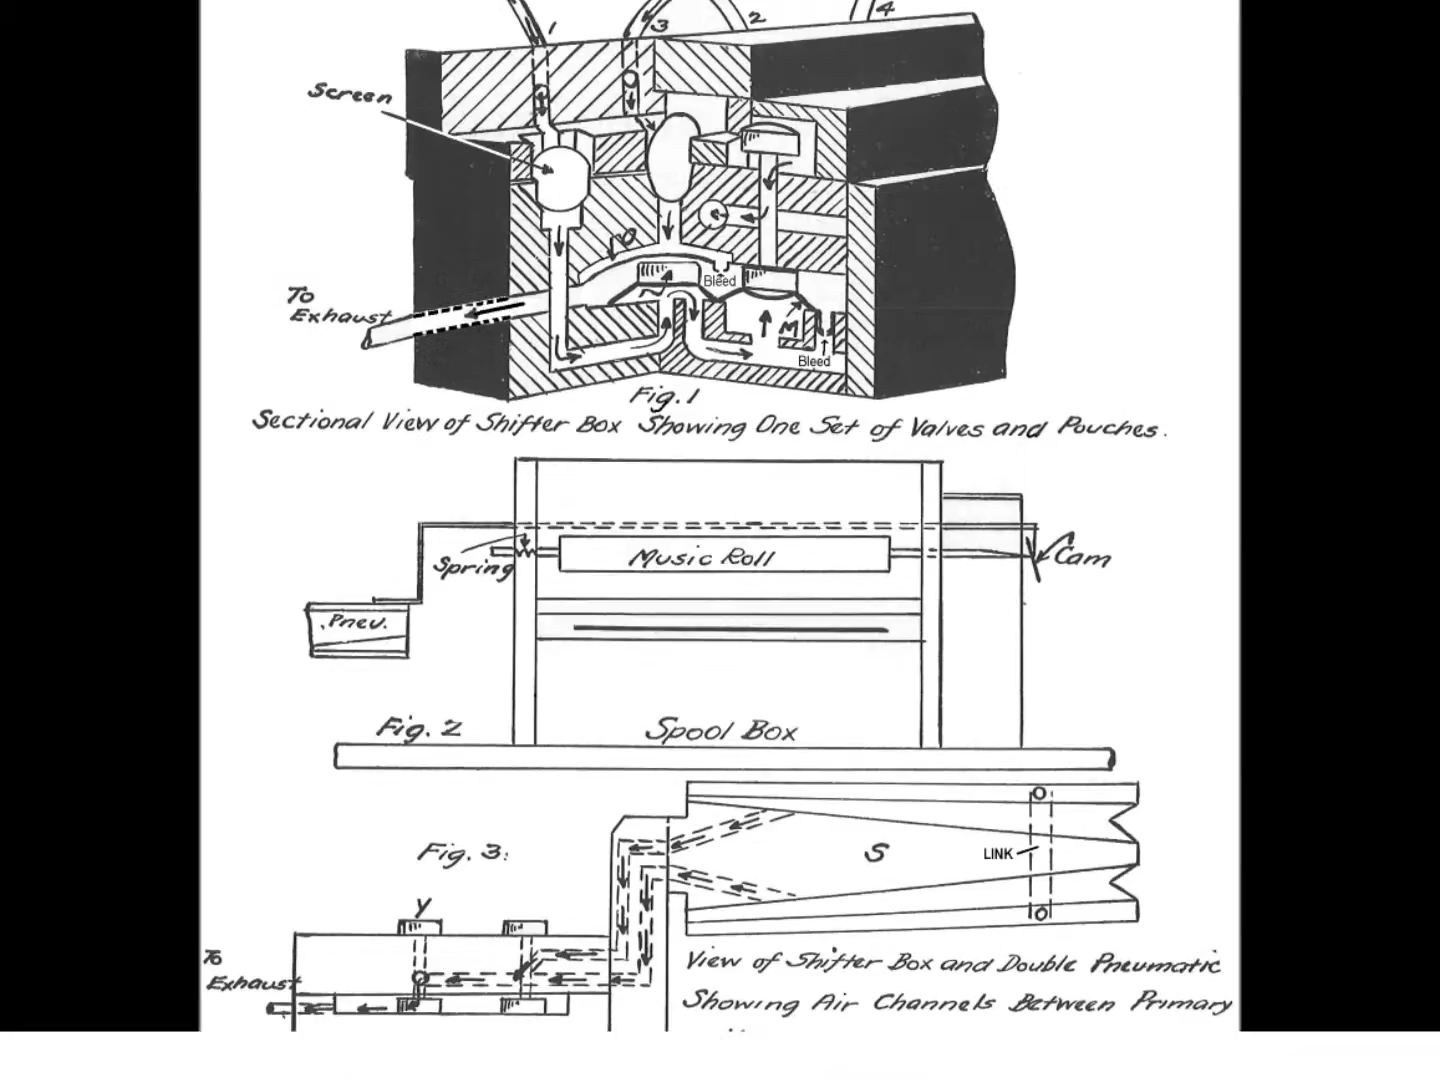 1
3
2
4
Screen
10
Bleed
To
Exhaust
M
Bleed
Fig. 1
Sectional View of Shifter Box Showing One Set of Valves and Pouches.
Music Roll
Spring
Cam
Pneu.
Fig. 2
Spool Box
Fig. 3:
S
LINK
Y
To
Exhaust
View of Shifter Box and Double Pneumatic
Showing Air Channels Between Primary